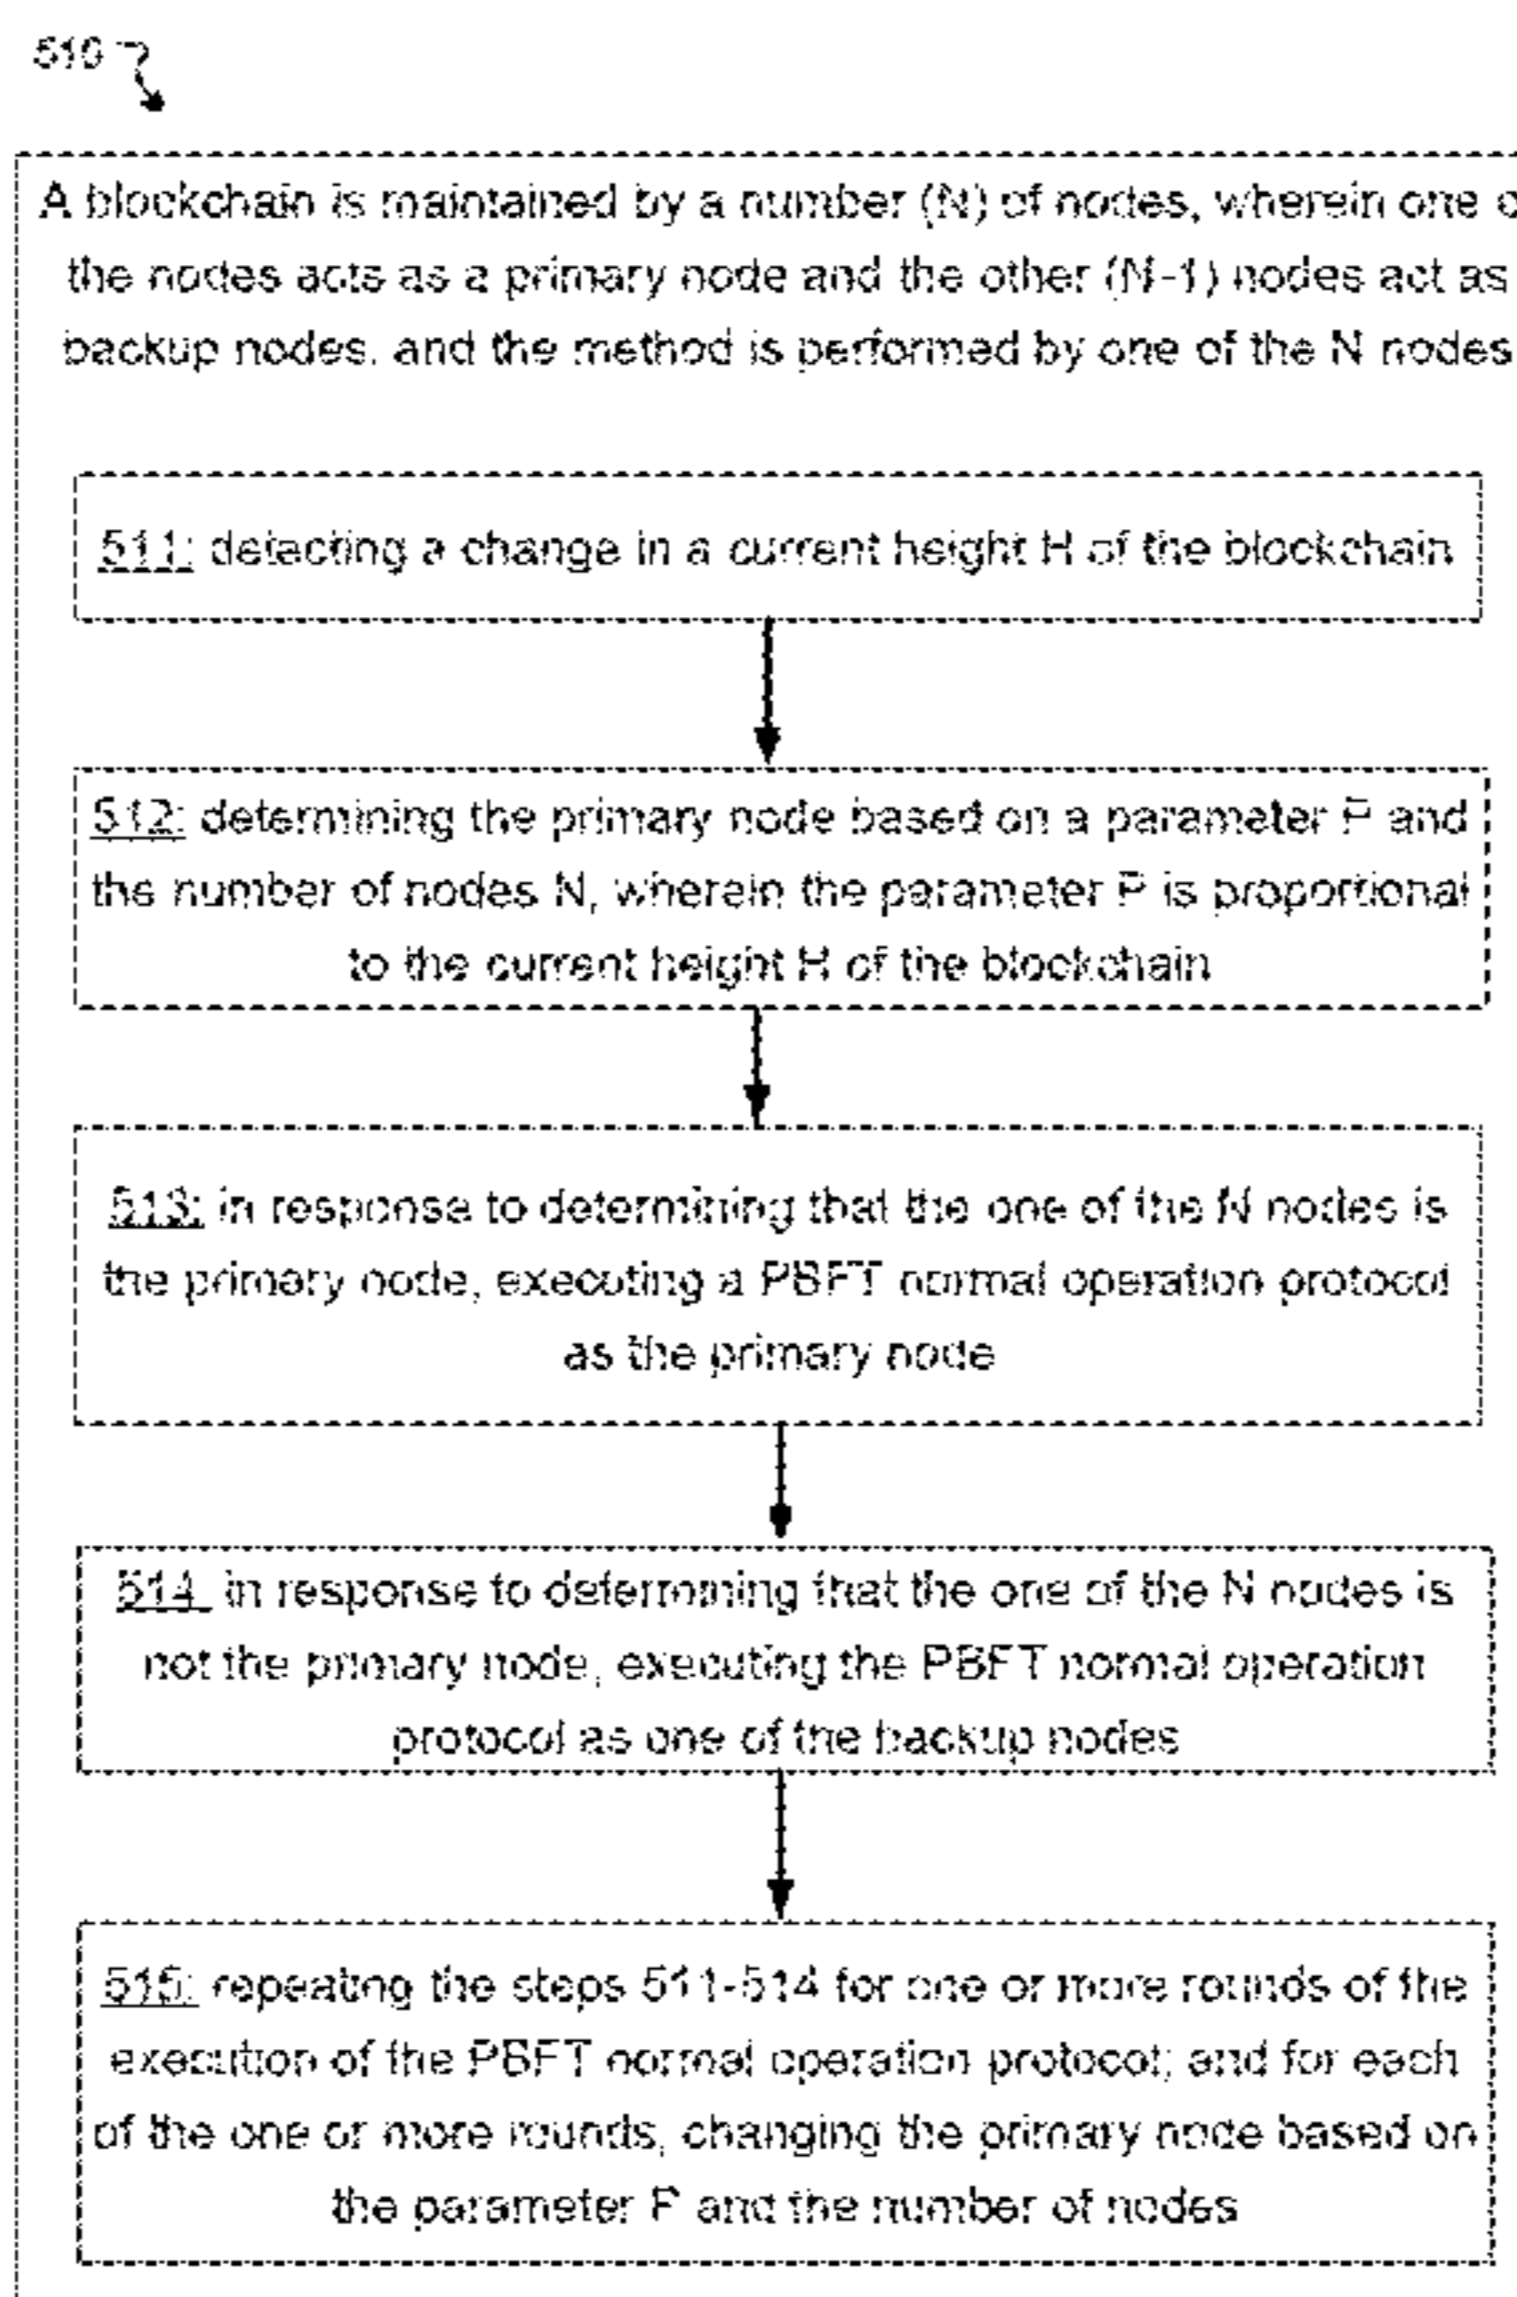 510
A blockchain is maintained by a number (N) of nodes, wherein one o
the nodes acts as a primary node and the other (N-1) nodes act as
backup nodes, and the method is performed by one of the N nodes
511: detecting a change in a current height H of the blockchain
512: determining the primary node based on a parameter P and
the number of nodes N, wherein the parameter P is proportional
to the current height H of the blockchain
513: in response to determining that the one of the N nodes is
the primary node, executing a PBFT normal operation protocol
as the primary node
514: in response to determining that the one of the N nodes is
not the primary node, executing the PBFT normal operation
protocol as one of the backup nodes
515: repeating the steps 511-514 for one or more rounds of the
execution of the PBFT normal operation protocol; and for each
of the one or more rounds, changing the primary node based on
the parameter P and the number of nodes